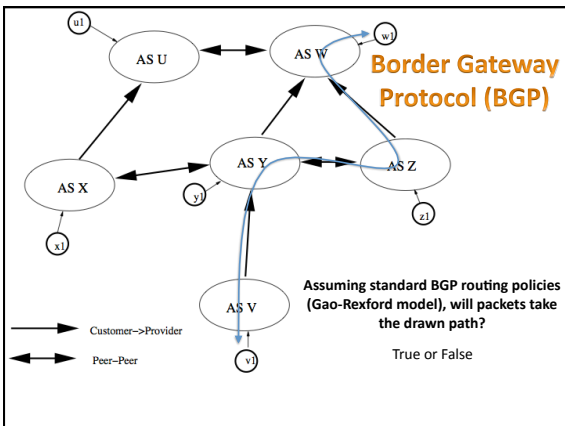 u1
AS U
AS W
w1
Border Gateway
Protocol (BGP)
AS X
AS Y
AS Z
x1
y1
z1
Assuming standard BGP routing policies
(Gao-Rexford model), will packets take
the drawn path?
True or False
AS V
v1
Customer->Provider
Peer-Peer